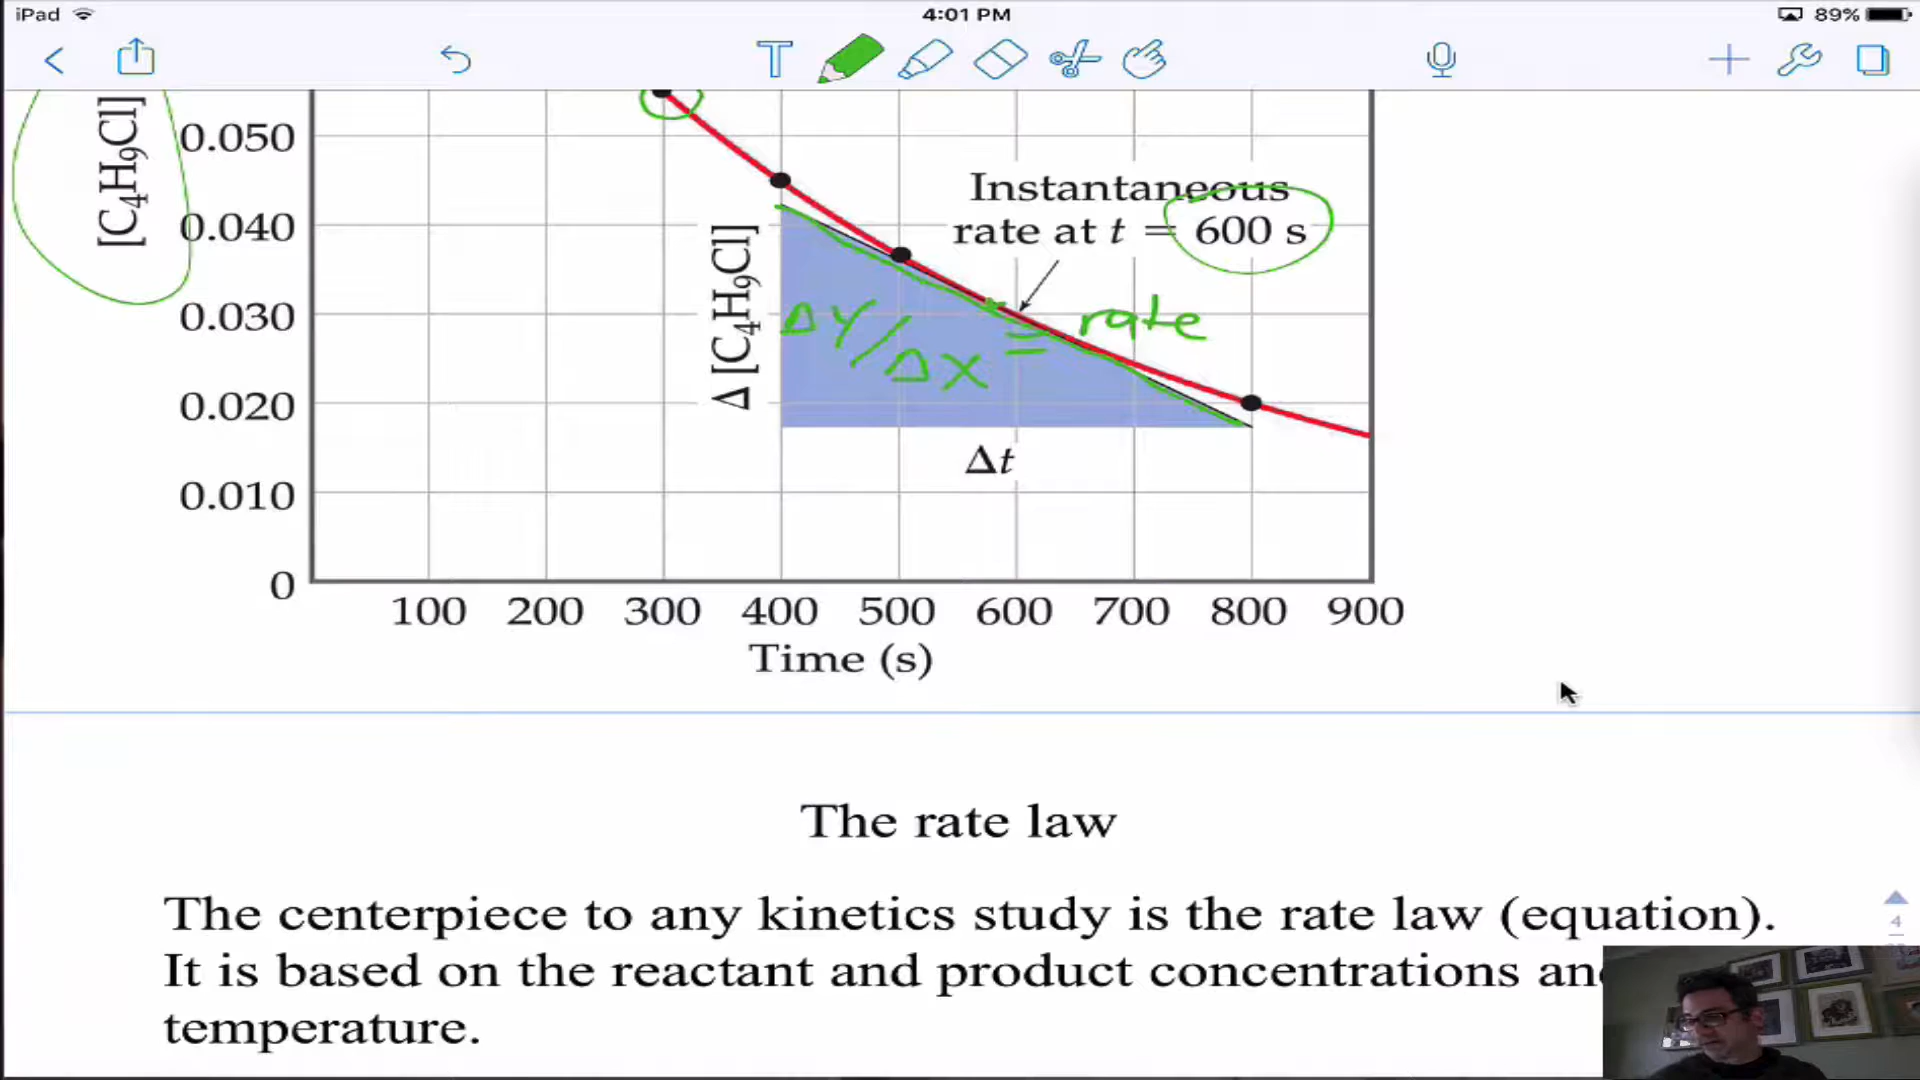 iPad
4:01 PM
89%
T
[C4H9Cl]
0.050
0.040
0.030
0.020
0.010
0
Instantaneous
rate at t = 600 s
Δ [C4H9Cl]
ΔY/ΔX = rate
Δt
100 200 300 400 500 600 700 800 900
Time (s)
The rate law
The centerpiece to any kinetics study is the rate law (equation).
It is based on the reactant and product concentrations an
temperature.
4